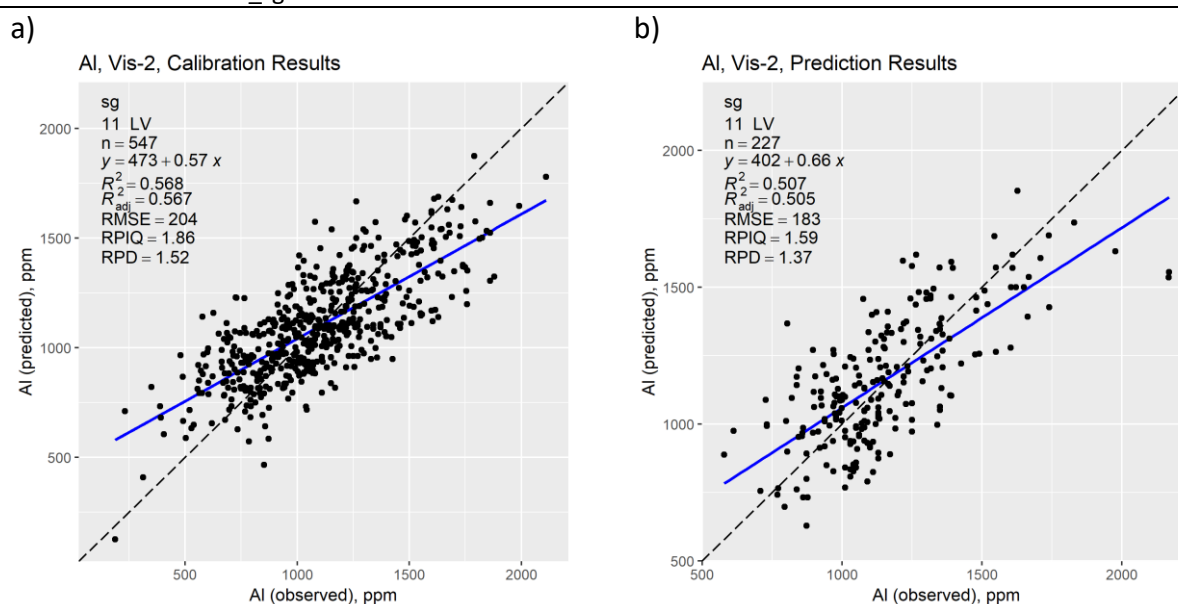 a)
Al, Vis-2, Calibration Results
sg
11 LV
n = 547
y = 473 + 0.57 x
R² = 0.568
R²adj = 0.567
RMSE = 204
RPIQ = 1.86
RPD = 1.52
2000
1500
1000
500
Al (predicted), ppm
500 1000 1500 2000
Al (observed), ppm
b)
Al, Vis-2, Prediction Results
sg
11 LV
n = 227
y = 402 + 0.66 x
R² = 0.507
R²adj = 0.505
RMSE = 183
RPIQ = 1.59
RPD = 1.37
2000
1500
1000
500
Al (predicted), ppm
500 1000 1500 2000
Al (observed), ppm